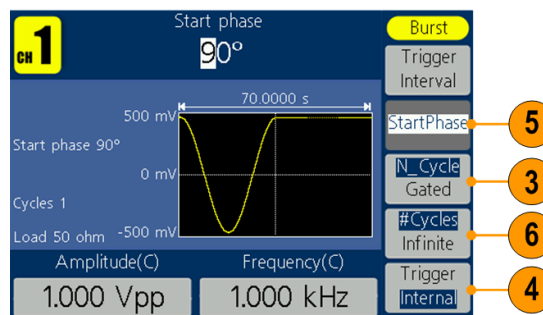 CH 1
Start phase
90°
Burst
Trigger
Interval
70.0000 s
500 mV
StartPhase
5
Start phase 90°
0 mV
N_Cycle
Gated
3
Cycles 1
#Cycles
Infinite
6
Load 50 ohm
-500 mV
Amplitude(C)
Frequency(C)
Trigger
Internal
4
1.000 Vpp
1.000 kHz